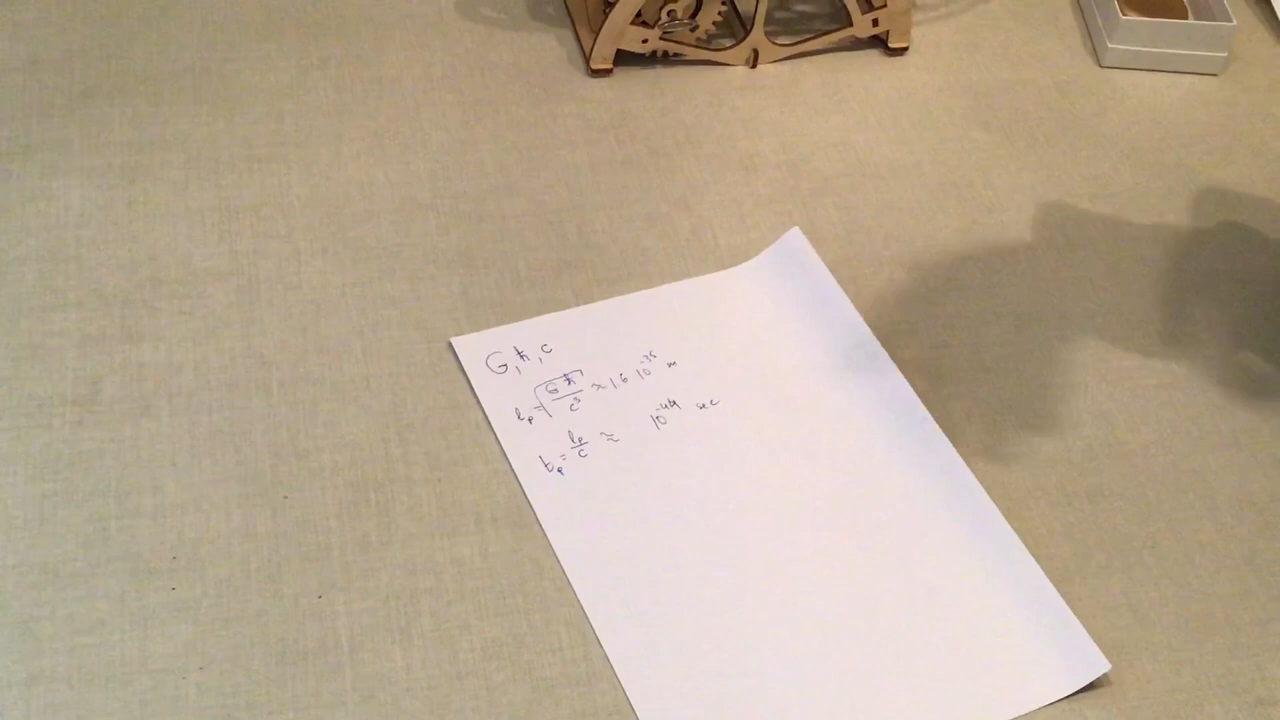 G, ħ, c
ℓₚ = √(Għ/c³) ≈ 1.6 10⁻³⁵ m
tₚ = ℓₚ/c ≈ 10⁻⁴⁴ sec